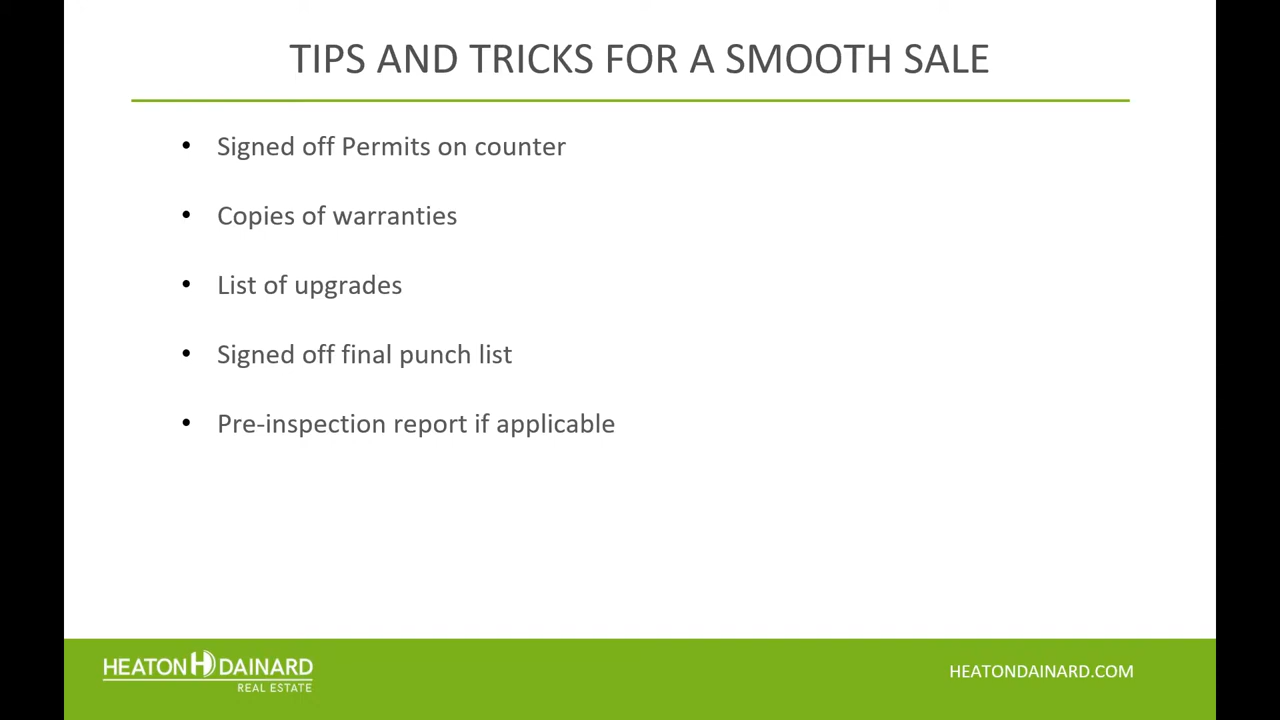 TIPS AND TRICKS FOR A SMOOTH SALE
• Signed off Permits on counter
• Copies of warranties
• List of upgrades
• Signed off final punch list
• Pre-inspection report if applicable
HEATON HD DAINARD
REAL ESTATE
HEATONDAINARD.COM